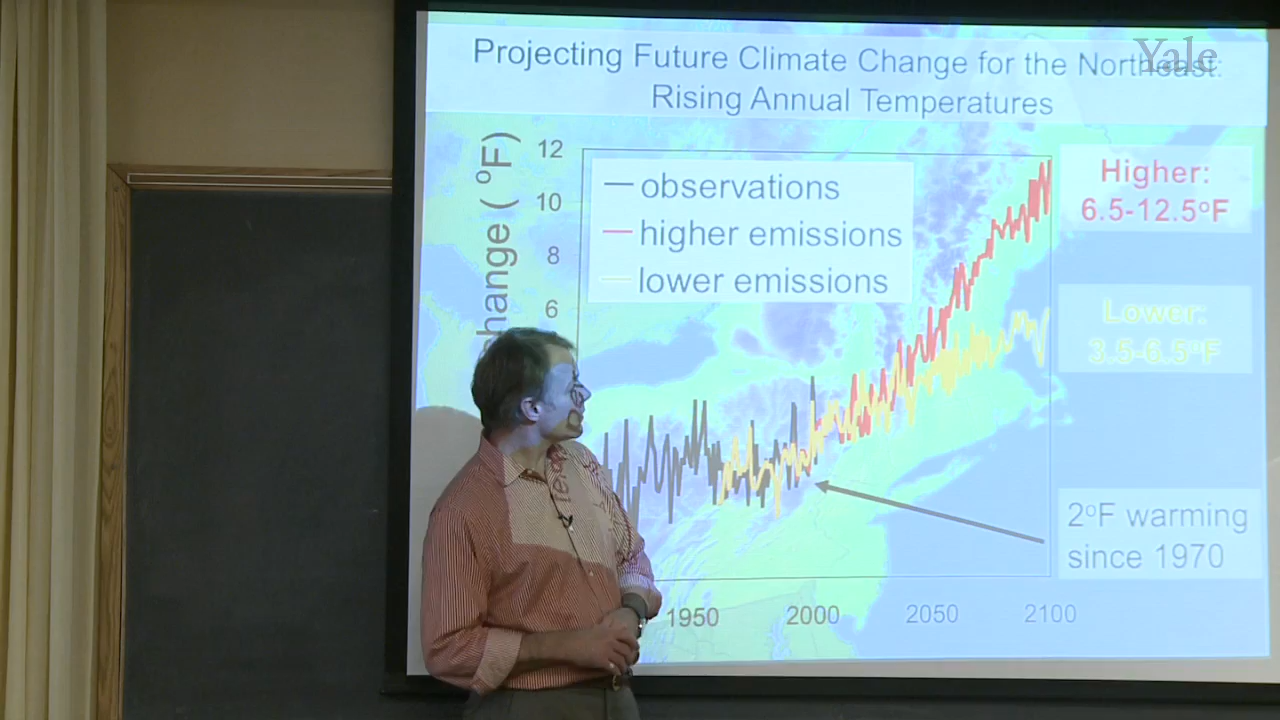 Yale
Projecting Future Climate Change for the Northeast:
Rising Annual Temperatures
hange (°F)
12
10
8
6
observations
higher emissions
lower emissions
Higher:
6.5-12.5°F
Lower:
3.5-6.5°F
2°F warming
since 1970
1950
2000
2050
2100